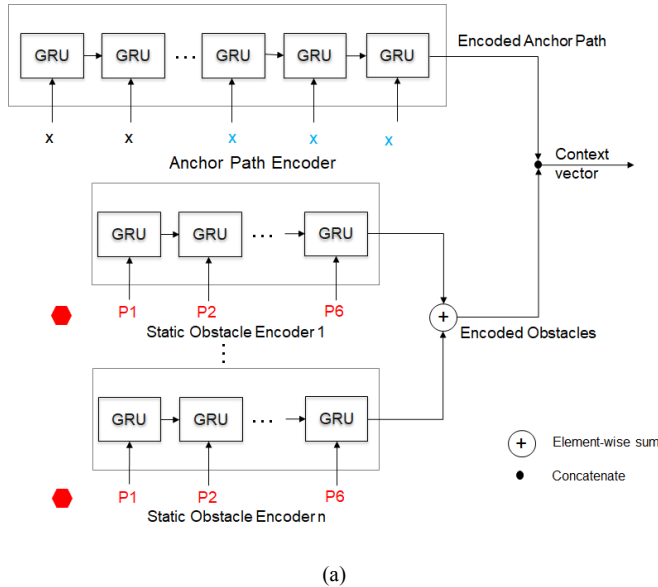 GRU GRU ... GRU GRU GRU
Encoded Anchor Path
x x x x x
Anchor Path Encoder
Context
vector
GRU GRU ... GRU
P1 P2 P6
Static Obstacle Encoder 1
+
Encoded Obstacles
GRU GRU ... GRU
P1 P2 P6
Static Obstacle Encoder n
+ Element-wise sum
Concatenate
(a)